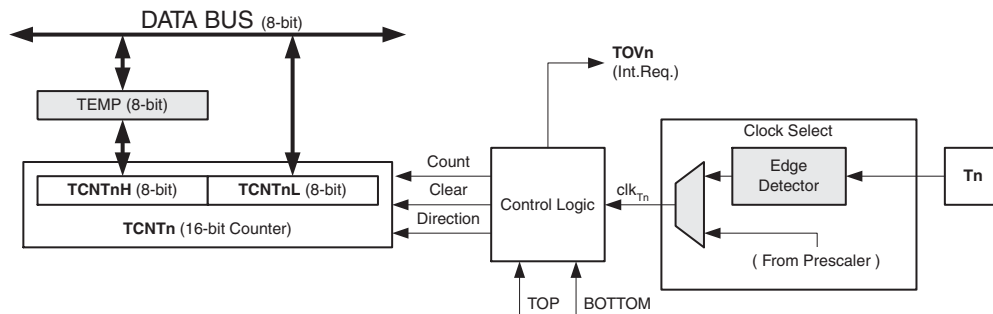 DATA BUS (8-bit)
TOVn
(Int.Req.)
TEMP (8-bit)
Clock Select
Count
Edge
Detector
TCNTnH (8-bit)
TCNTnL (8-bit)
Clear
Control Logic
clkTn
Tn
TCNTn (16-bit Counter)
Direction
( From Prescaler )
TOP
BOTTOM